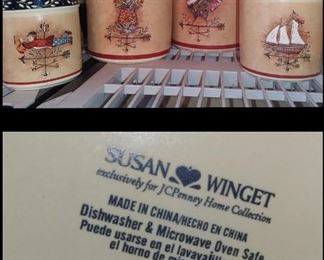 SUSAN WINGET
exclusively for JCPenney Home Collection
MADE IN CHINA/HECHO EN CHINA
Dishwasher & Microwave Oven Safe
Puede usarse en el
el horno de